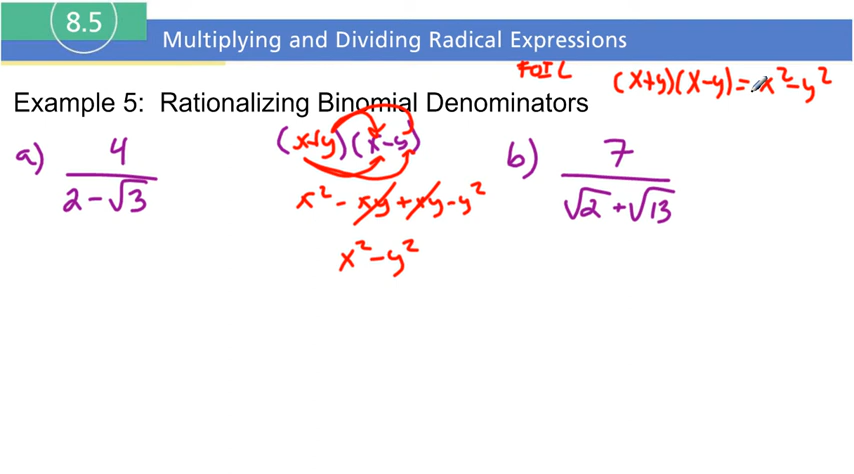 8.5
Multiplying and Dividing Radical Expressions
FOIL
(x+y)(x-y)=x²-y²
Example 5: Rationalizing Binomial Denominators
a) 4
2-√3
(x+y)(x-y)
x²-xy+xy-y²
x²-y²
b) 7
√2+√13